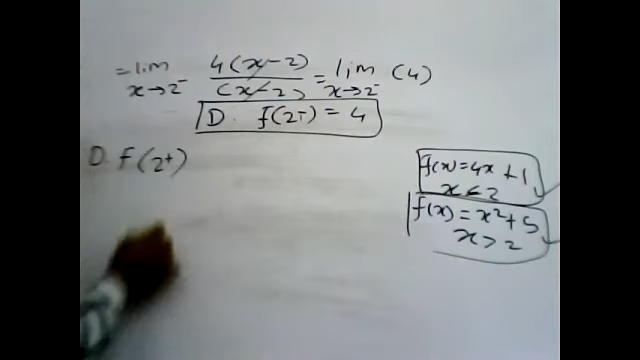 = lim x→2⁻ 4(x-2) / (x-2) = lim x→2⁻ (4)
D. f(2⁻) = 4
D. f(2⁺)
f(x) = 4x + 1
x < 2
f(x) = x² + 5
x > 2